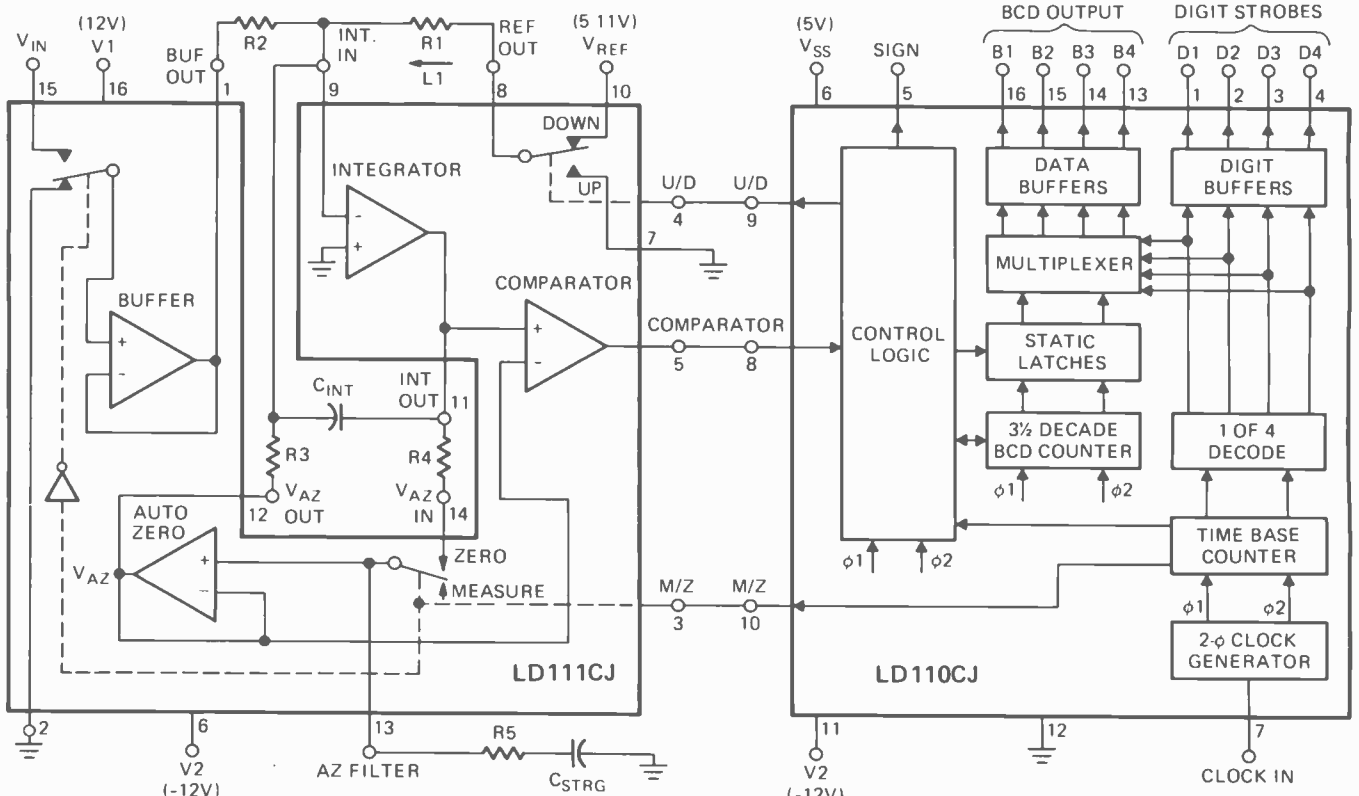 BCD OUTPUT
DIGIT STROBES
VIN
(12V)
V1
BUF
OUT
R2
INT.
IN
R1
L1
REF
OUT
(5 11V)
VREF
(5V)
VSS
SIGN
B1 B2 B3 B4
D1 D2 D3 D4
15
16
1
9
8
10
6
5
16 15 14 13
1 2 3 4
DOWN
UP
INTEGRATOR
-
+
U/D
4
U/D
9
7
DATA
BUFFERS
DIGIT
BUFFERS
MULTIPLEXER
BUFFER
+
-
COMPARATOR
+
-
COMPARATOR
5
8
CONTROL
LOGIC
STATIC
LATCHES
CINT
INT
OUT
11
R3
R4
3½ DECADE
BCD COUNTER
1 OF 4
DECODE
φ1
φ2
VAZ
OUT
12
VAZ
IN
14
AUTO
ZERO
+
-
VAZ
ZERO
MEASURE
M/Z
3
M/Z
10
φ1
φ2
TIME BASE
COUNTER
φ1
φ2
2-φ CLOCK
GENERATOR
LD111CJ
LD110CJ
2
6
V2
(-12V)
13
AZ FILTER
R5
CSTRG
11
V2
(-12V)
12
7
CLOCK IN